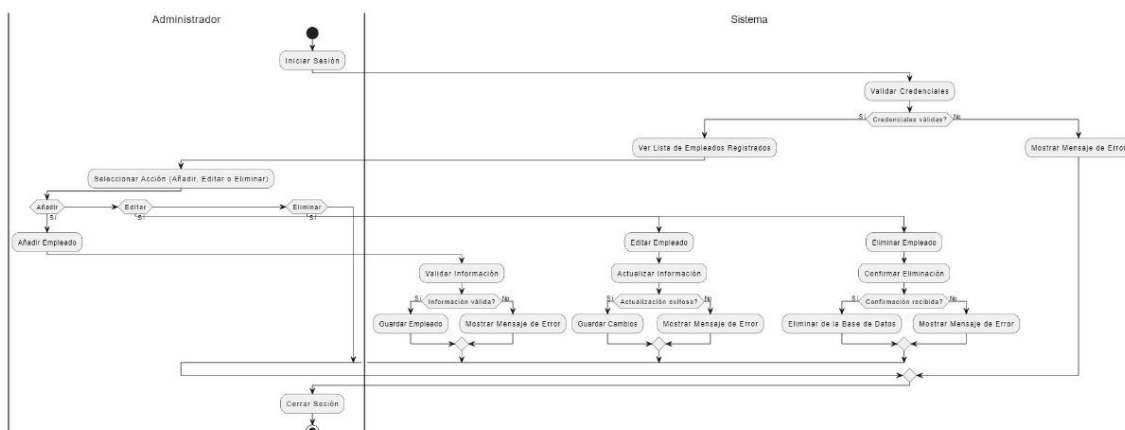 Administrador
Sistema
Iniciar Sesión
Validar Credenciales
Sí
Credenciales válidas?
No
Ver Lista de Empleados Registrados
Mostrar Mensaje de Error
Seleccionar Acción (Añadir, Editar o Eliminar)
Añadir
Editar
Eliminar
Sí
Sí
Sí
Añadir Empleado
Editar Empleado
Eliminar Empleado
Validar Información
Actualizar Información
Confirmar Eliminación
Sí
Información válida?
No
Sí
Actualización exitosa?
No
Sí
Confirmación recibida?
No
Guardar Empleado
Mostrar Mensaje de Error
Guardar Cambios
Mostrar Mensaje de Error
Eliminar de la Base de Datos
Mostrar Mensaje de Error
Cerrar Sesión